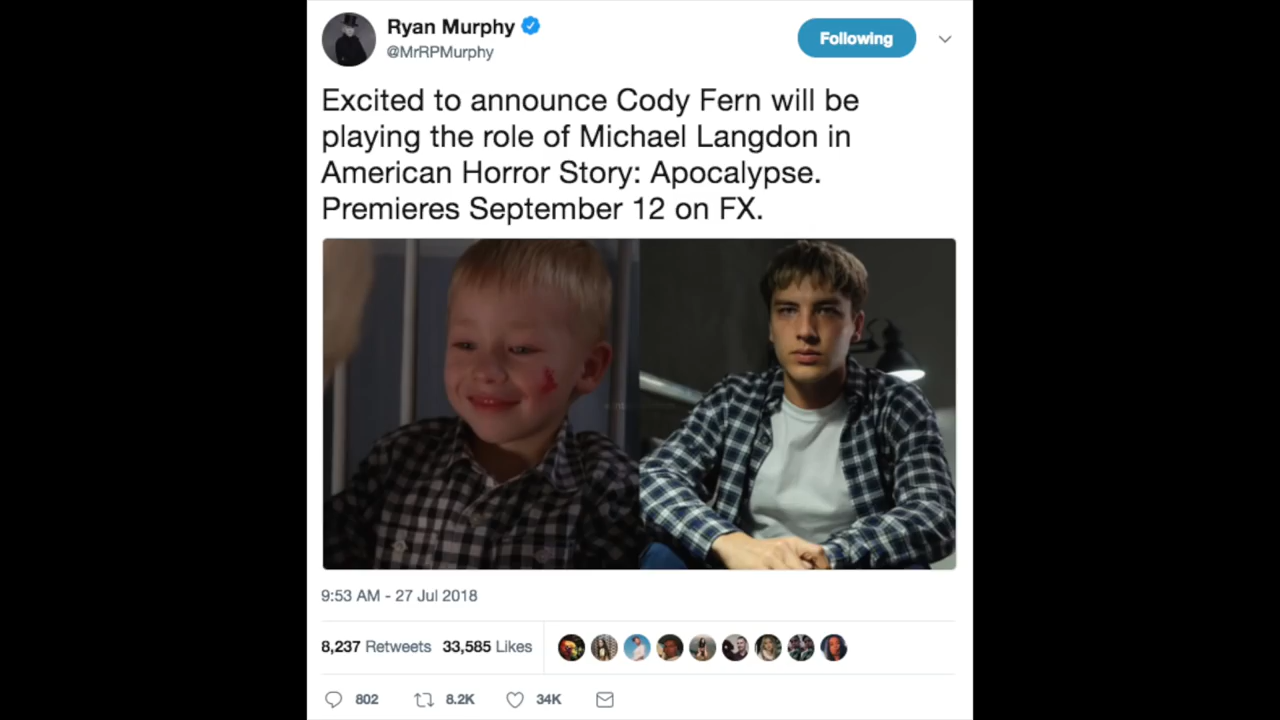 Ryan Murphy
@MrRPMurphy
Following
Excited to announce Cody Fern will be
playing the role of Michael Langdon in
American Horror Story: Apocalypse.
Premieres September 12 on FX.
9:53 AM - 27 Jul 2018
8,237 Retweets 33,585 Likes
802 8.2K 34K